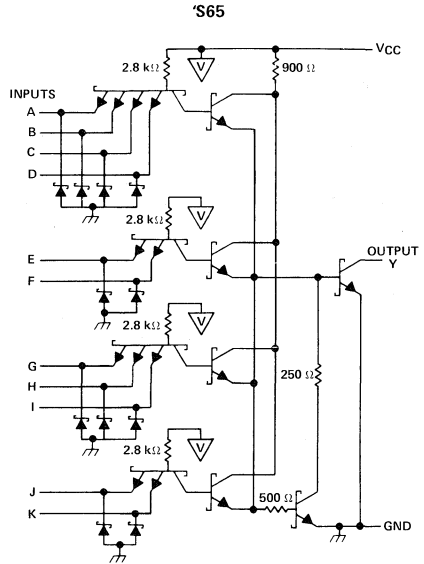 'S65
VCC
2.8 kΩ
V
900 Ω
INPUTS
A
B
C
D
2.8 kΩ
V
E
F
OUTPUT
Y
2.8 kΩ
V
G
H
I
250 Ω
2.8 kΩ
V
J
K
500 Ω
GND